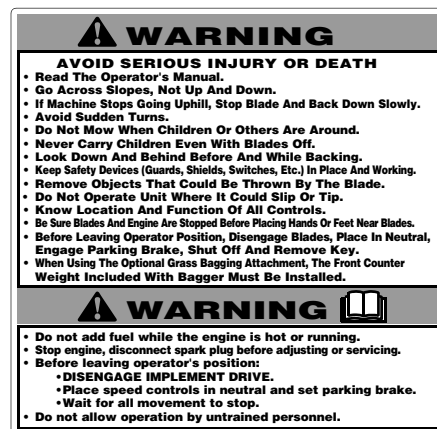 WARNING
AVOID SERIOUS INJURY OR DEATH
• Read The Operator's Manual.
• Go Across Slopes, Not Up And Down.
• If Machine Stops Going Uphill, Stop Blade And Back Down Slowly.
• Avoid Sudden Turns.
• Do Not Mow When Children Or Others Are Around.
• Never Carry Children Even With Blades Off.
• Look Down And Behind Before And While Backing.
• Keep Safety Devices (Guards, Shields, Switches, Etc.) In Place And Working.
• Remove Objects That Could Be Thrown By The Blade.
• Do Not Operate Unit Where It Could Slip Or Tip.
• Know Location And Function Of All Controls.
• Be Sure Blades And Engine Are Stopped Before Placing Hands Or Feet Near Blades.
• Before Leaving Operator Position, Disengage Blades, Place In Neutral,
Engage Parking Brake, Shut Off And Remove Key.
• When Using The Optional Grass Bagging Attachment, The Front Counter
Weight Included With Bagger Must Be Installed.
WARNING
• Do not add fuel while the engine is hot or running.
• Stop engine, disconnect spark plug before adjusting or servicing.
• Before leaving operator's position:
•DISENGAGE IMPLEMENT DRIVE.
•Place speed controls in neutral and set parking brake.
•Wait for all movement to stop.
• Do not allow operation by untrained personnel.